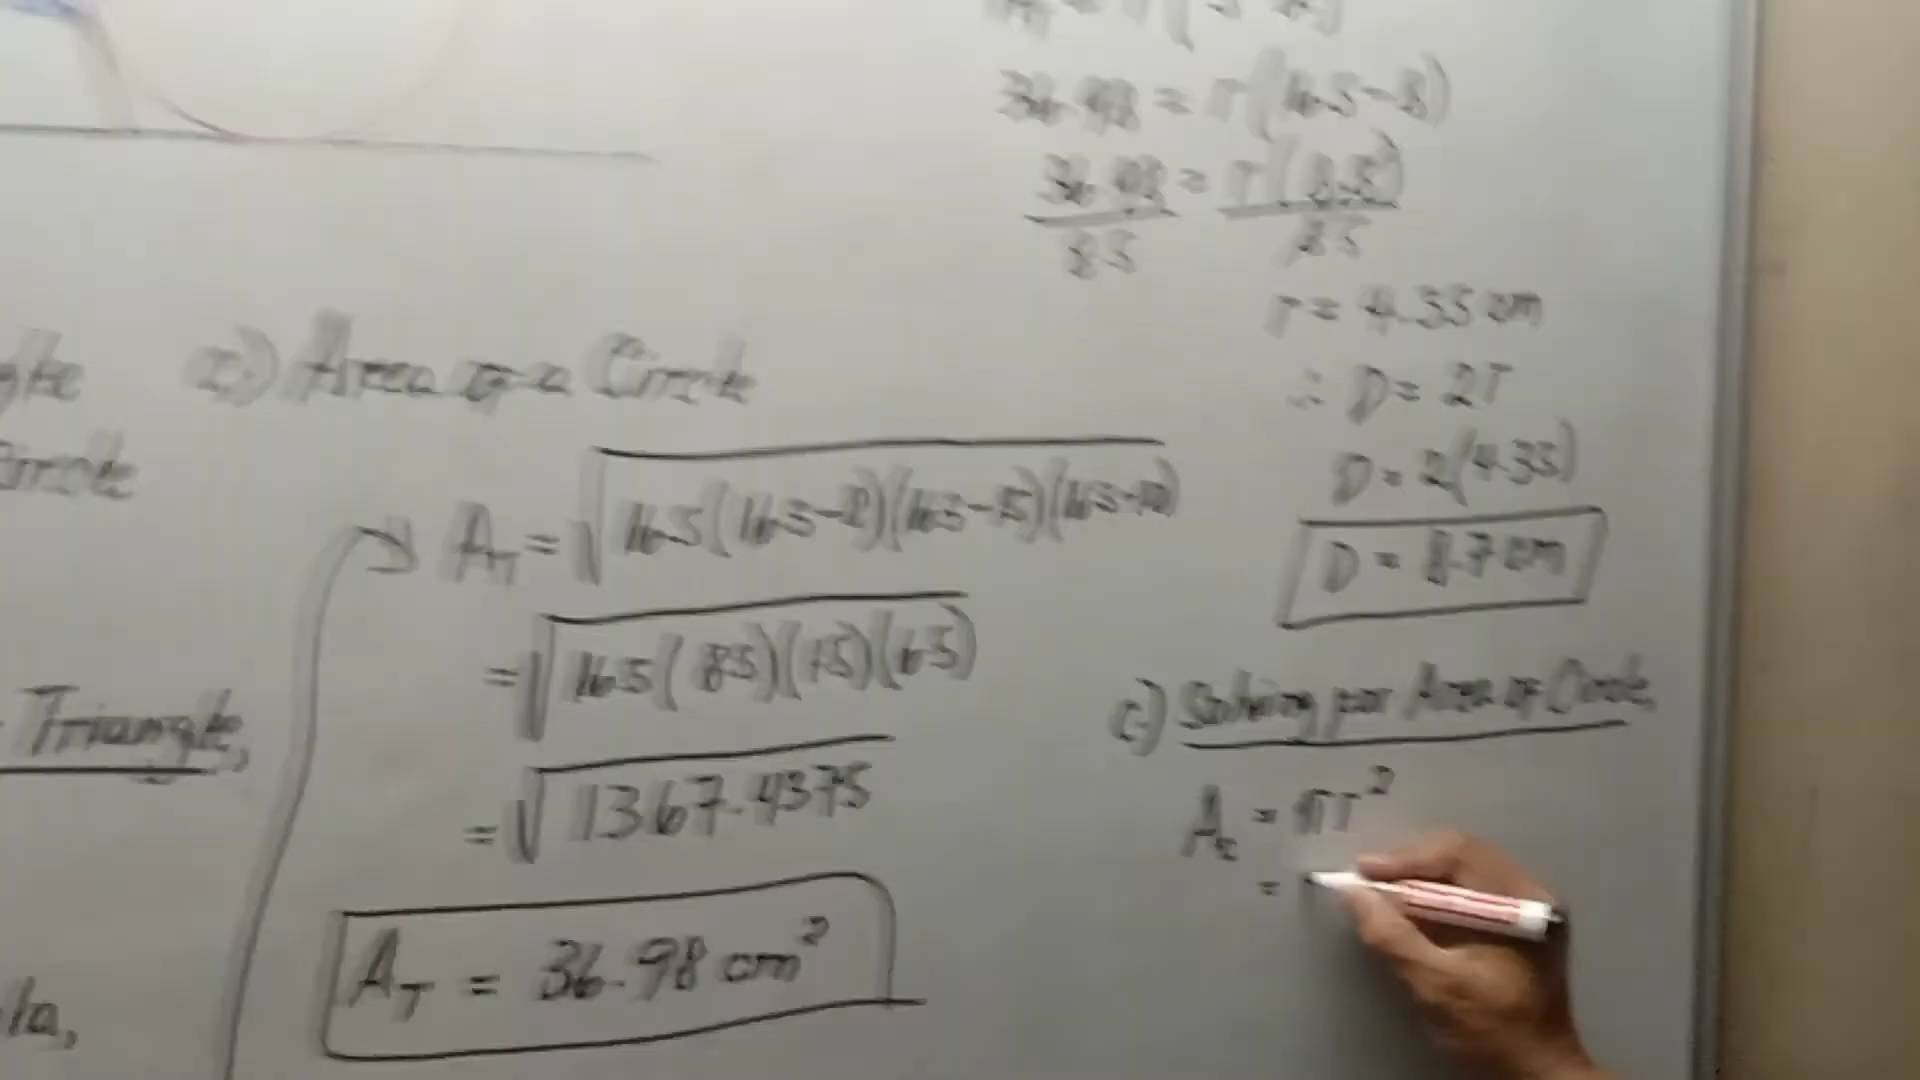 36.98 = r(16.5-8)
36.98 = r(8.5)
8.5 8.5
r = 4.35 cm
∴ D = 2r
D = 2(4.35)
D = 8.7 cm
Area of a Circle
Circle
A_T = √16.5(16.5-8)(16.5-15)(16.5-10)
= √16.5(8.5)(1.5)(6.5)
= √1367.4375
A_T = 36.98 cm²
Triangle,
c) Solving for Area of Circle,
A_c = πr²
=